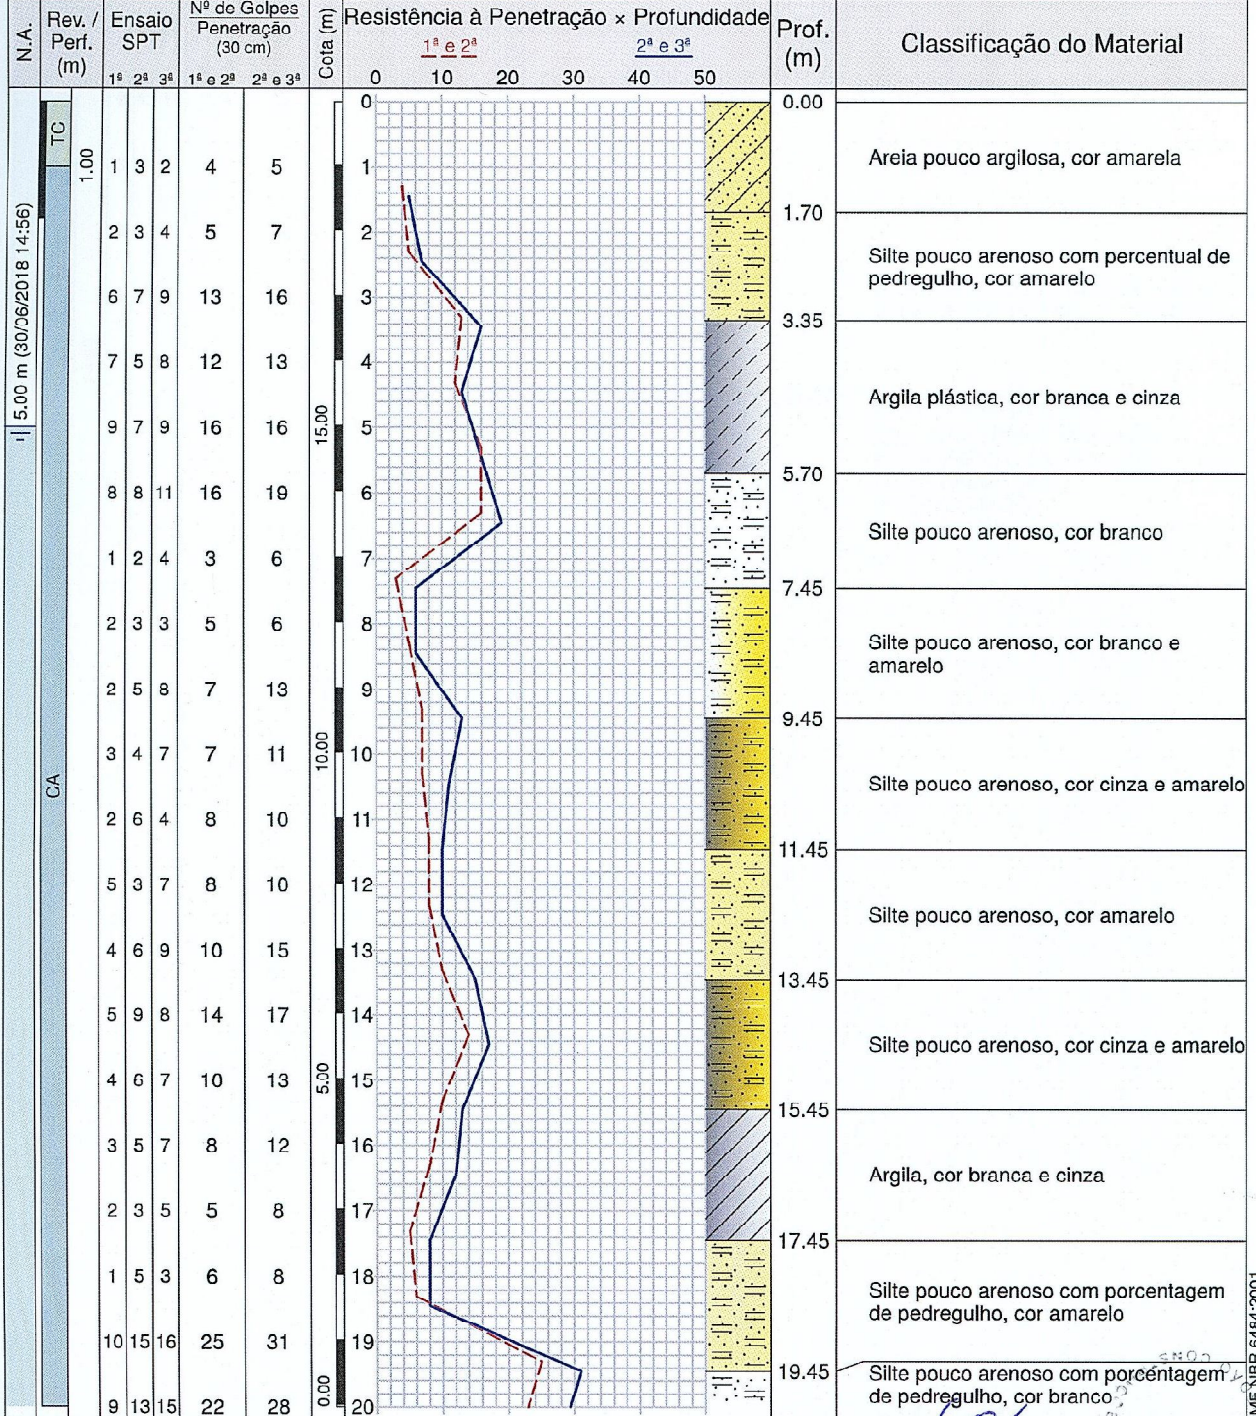 N.A.
Rev. / Perf. (m)
Ensaio SPT
1ª 2ª 3ª
Nº de Golpes
Penetração
(30 cm)
1ª e 2ª 2ª e 3ª
Cota (m)
Resistência à Penetração × Profundidade
1ª e 2ª 2ª e 3ª
0 10 20 30 40 50
Prof. (m)
Classificação do Material
TC
1.00
CA
5.00 m (30/06/2018 14:56)
15.00
10.00
5.00
0.00
0
1 3 2 4 5 1
2 3 4 5 7 2
6 7 9 13 16 3
7 5 8 12 13 4
9 7 9 16 16 5
8 8 11 16 19 6
1 2 4 3 6 7
2 3 3 5 6 8
2 5 8 7 13 9
3 4 7 7 11 10
2 6 4 8 10 11
5 3 7 8 10 12
4 6 9 10 15 13
5 9 8 14 17 14
4 6 7 10 13 15
3 5 7 8 12 16
2 3 5 5 8 17
1 5 3 6 8 18
10 15 16 25 31 19
9 13 15 22 28 20
0.00
Areia pouco argilosa, cor amarela
1.70
Silte pouco arenoso com percentual de
pedregulho, cor amarelo
3.35
Argila plástica, cor branca e cinza
5.70
Silte pouco arenoso, cor branco
7.45
Silte pouco arenoso, cor branco e
amarelo
9.45
Silte pouco arenoso, cor cinza e amarelo
11.45
Silte pouco arenoso, cor amarelo
13.45
Silte pouco arenoso, cor cinza e amarelo
15.45
Argila, cor branca e cinza
17.45
Silte pouco arenoso com porcentagem
de pedregulho, cor amarelo
19.45
Silte pouco arenoso com porcentagem
de pedregulho, cor branco
NBR 6484:2001